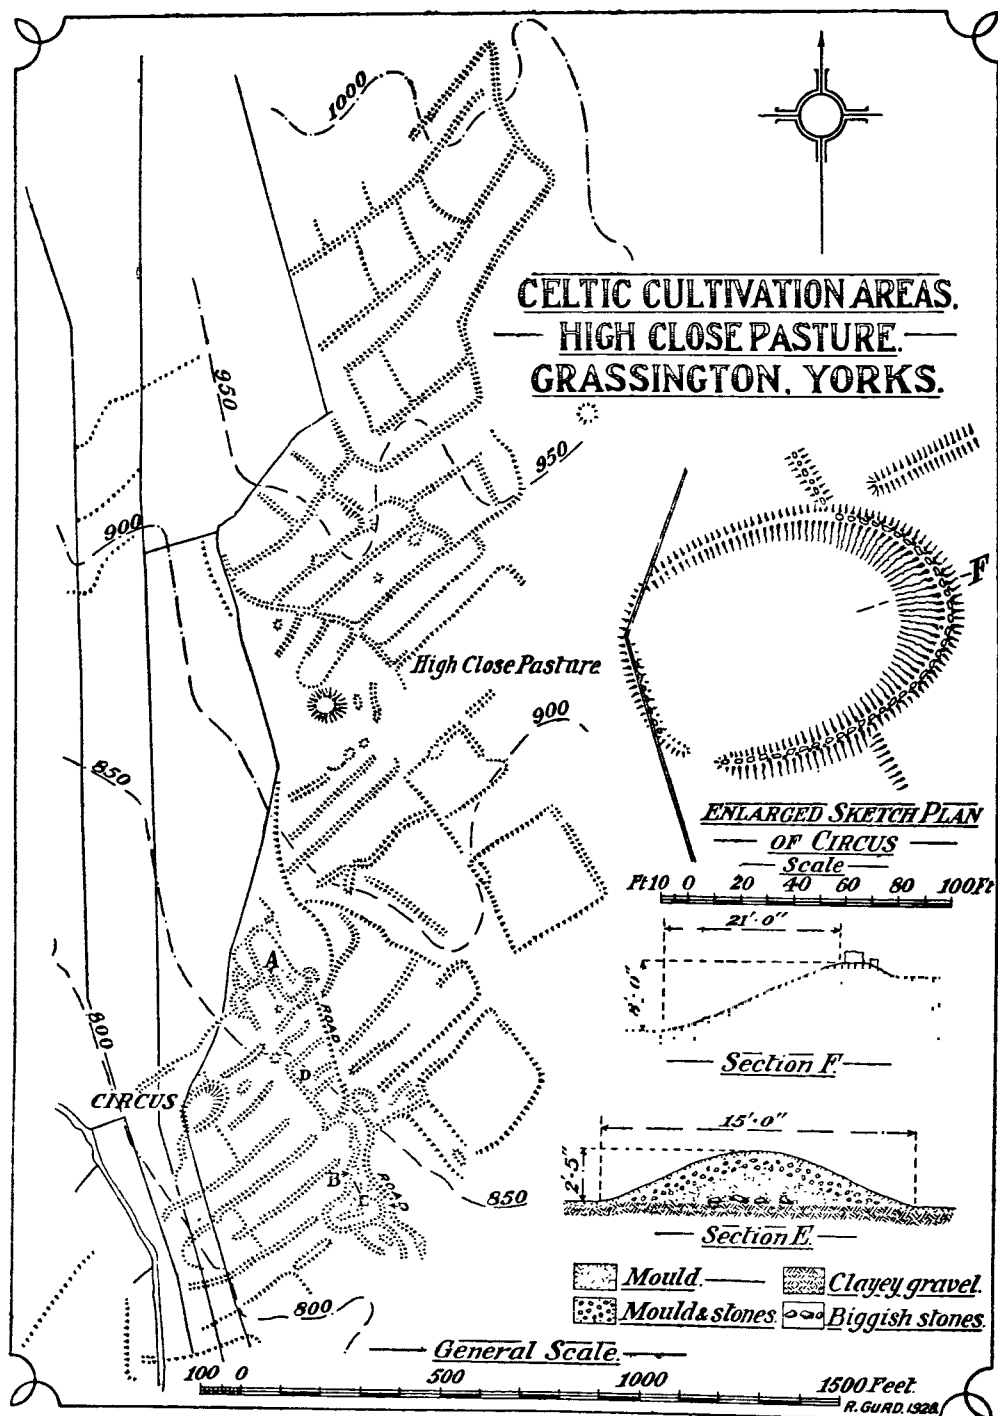 1000
CELTIC CULTIVATION AREAS.
HIGH CLOSE PASTURE.
GRASSINGTON, YORKS.
950
950
900
F
High Close Pasture.
900
850
ENLARGED SKETCH PLAN
OF CIRCUS
Scale
Ft 10 0 20 40 60 80 100 Ft
21'·0"
8'·0"
Section F.
A
ROAD
800
D
CIRCUS
B
C
ROAD
850
15'·0"
2'·5"
Section E.
Mould.
Clayey gravel.
Mould & stones.
Biggish stones.
800
General Scale.
100 0 500 1000 1500 Feet.
R. GURD. 1928.